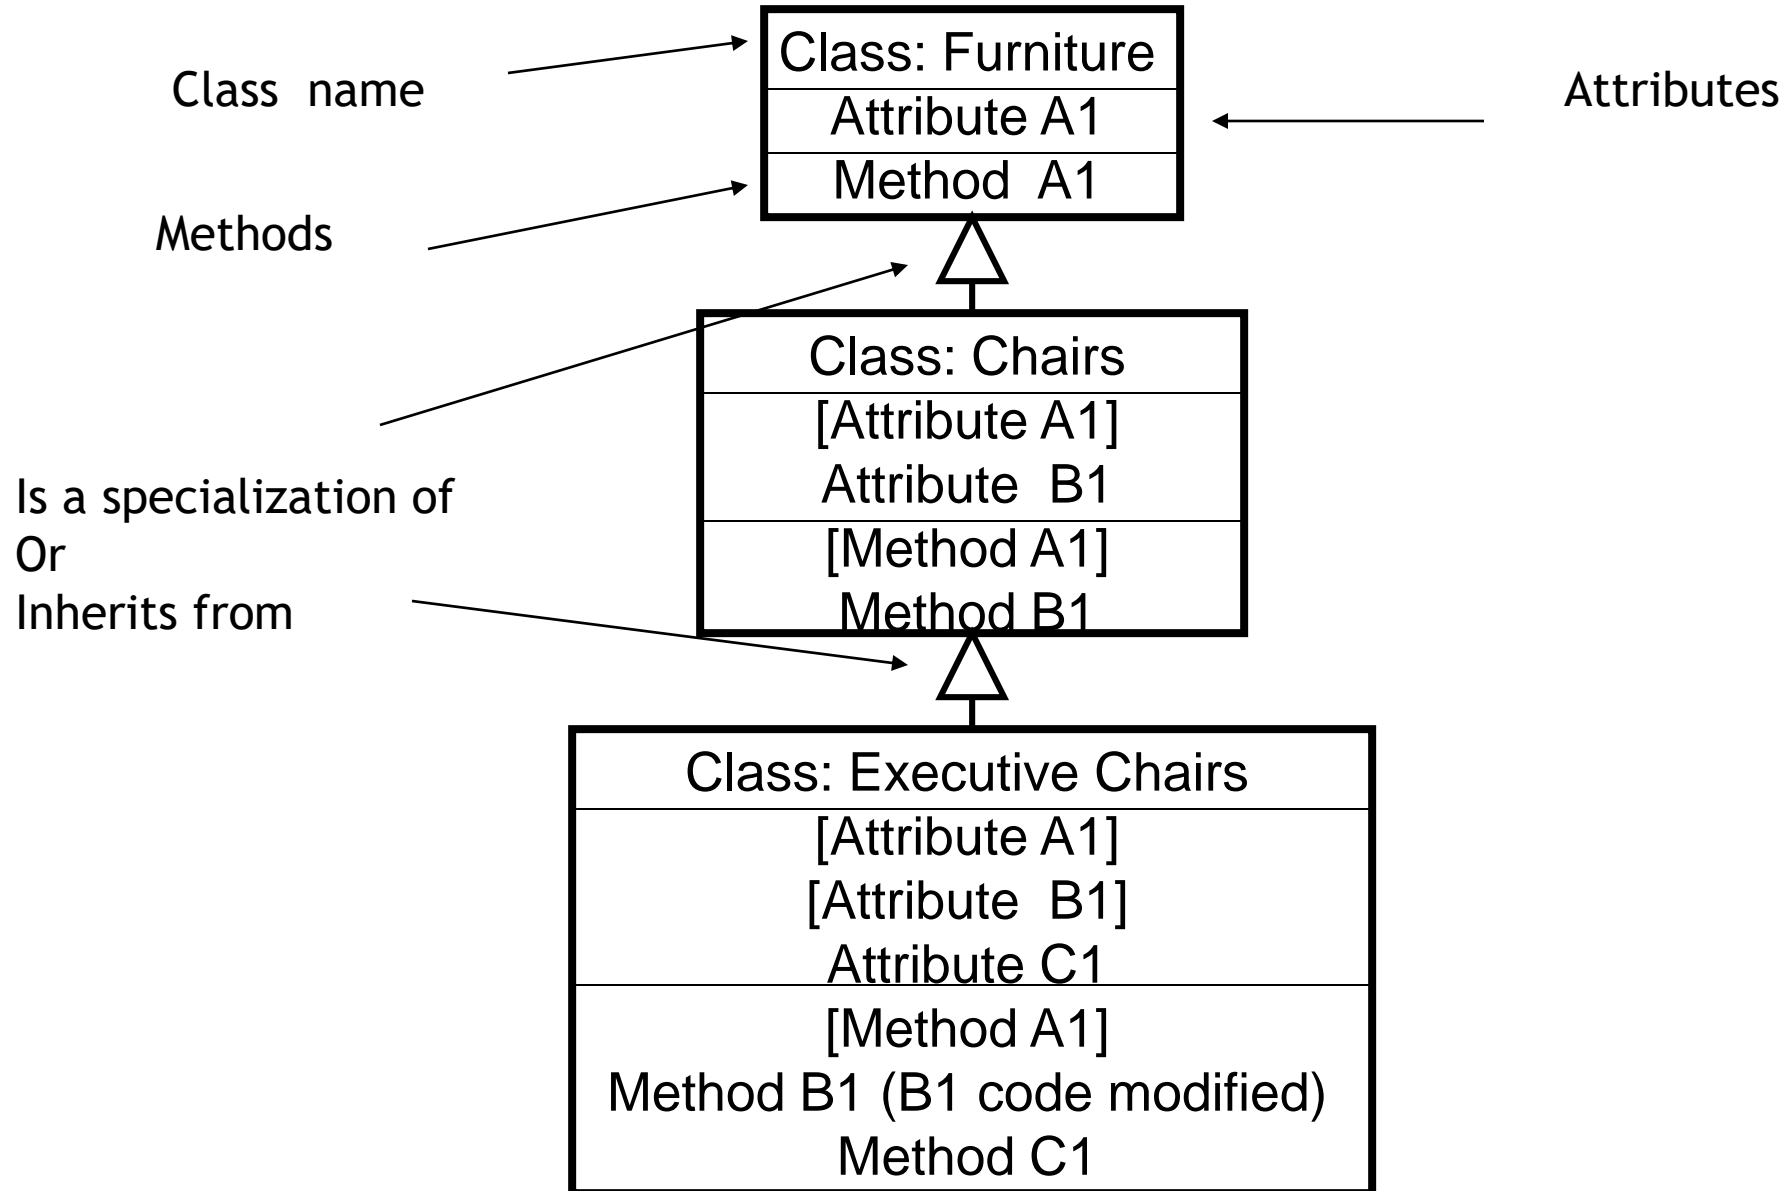 Class: Furniture
Class name
Attributes
Attribute A1
Method A1
Methods
Class: Chairs
[Attribute A1]
Attribute B1
[Method A1]
Method B1
Is a specialization of
Or
Inherits from
Class: Executive Chairs
[Attribute A1]
[Attribute B1]
Attribute C1
[Method A1]
Method B1 (B1 code modified)
Method C1